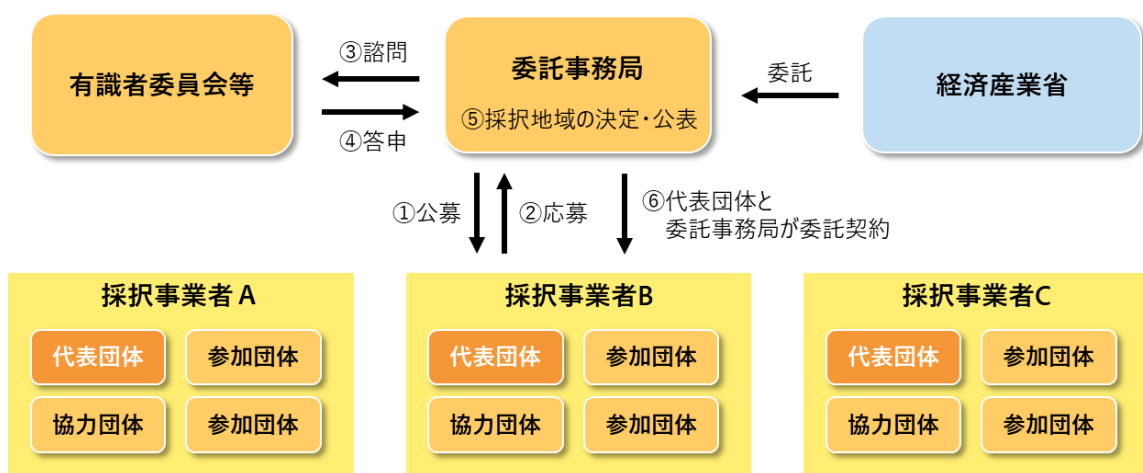 有識者委員会等
③諮問
④答申
委託事務局
⑤採択地域の決定・公表
委託
経済産業省
①公募
②応募
⑥代表団体と
委託事務局が委託契約
採択事業者A
代表団体
参加団体
協力団体
参加団体
採択事業者B
代表団体
参加団体
協力団体
参加団体
採択事業者C
代表団体
参加団体
協力団体
参加団体